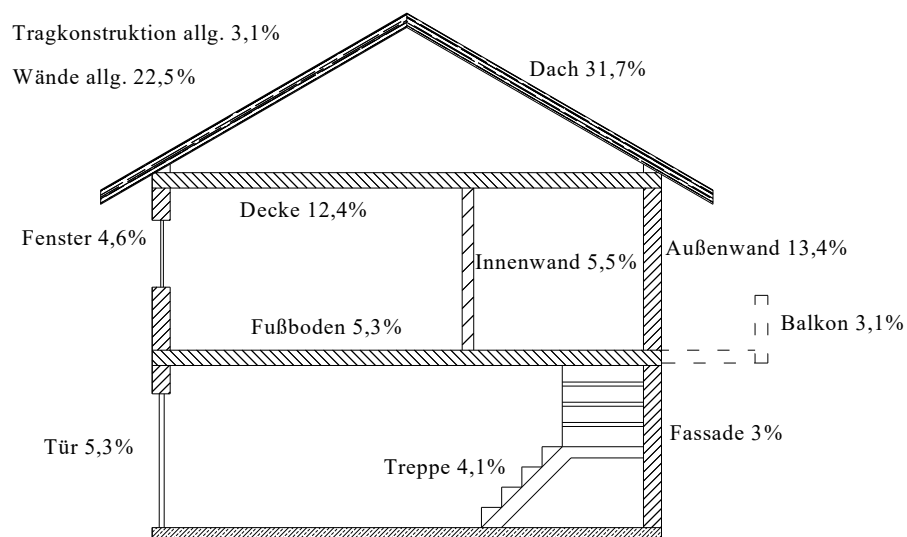 Tragkonstruktion allg. 3,1%
Wände allg. 22,5%
Dach 31,7%
Decke 12,4%
Fenster 4,6%
Innenwand 5,5%
Außenwand 13,4%
Fußboden 5,3%
Balkon 3,1%
Tür 5,3%
Treppe 4,1%
Fassade 3%